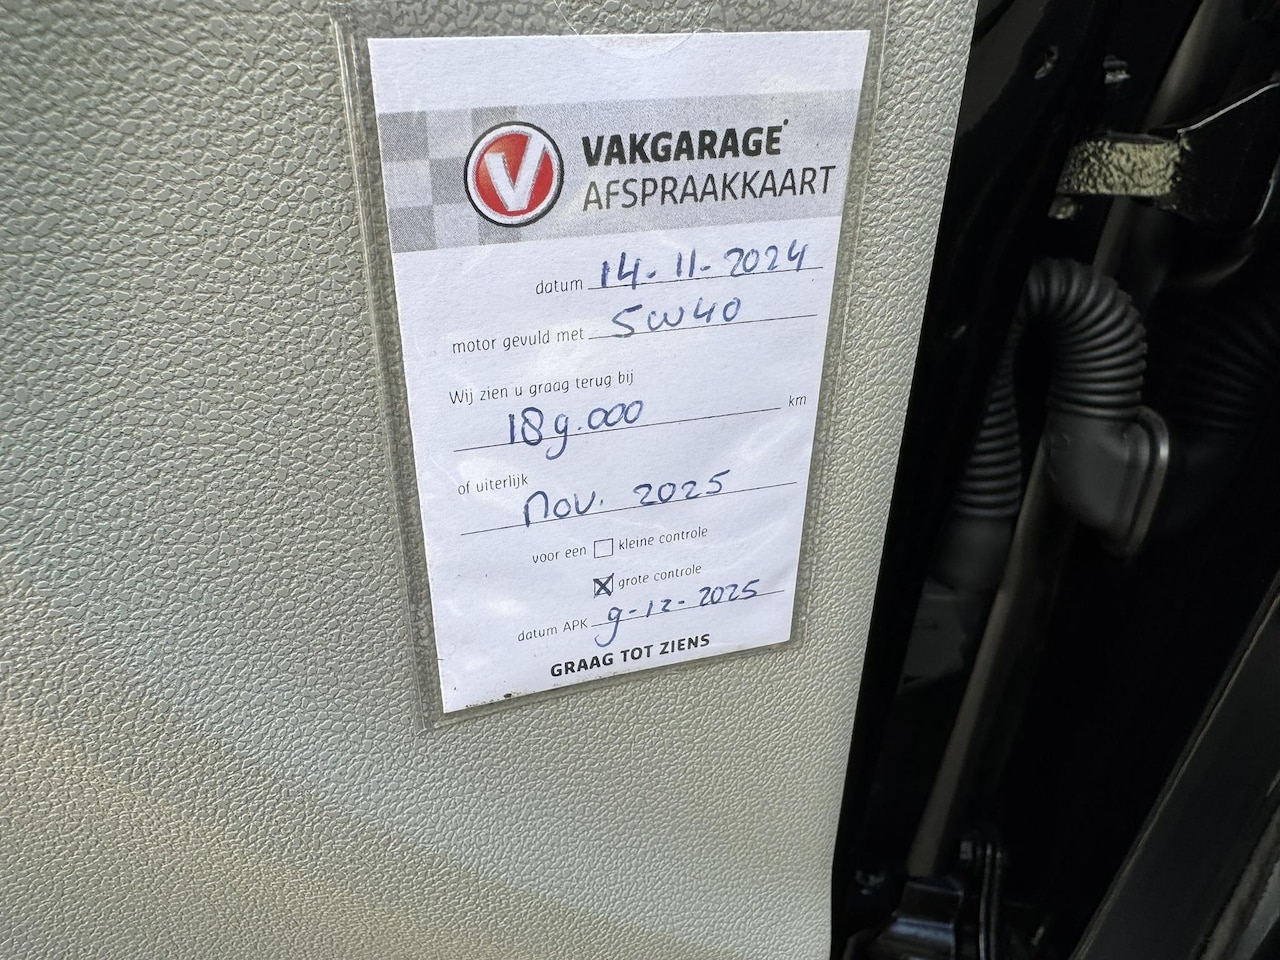 V
VAKGARAGE
AFSPRAAKKAART
datum 14-11-2024
motor gevuld met 5W40
Wij zien u graag terug bij
189.000 km
of uiterlijk
Nov. 2025
voor een kleine controle
X grote controle
datum APK 9-12-2025
GRAAG TOT ZIENS